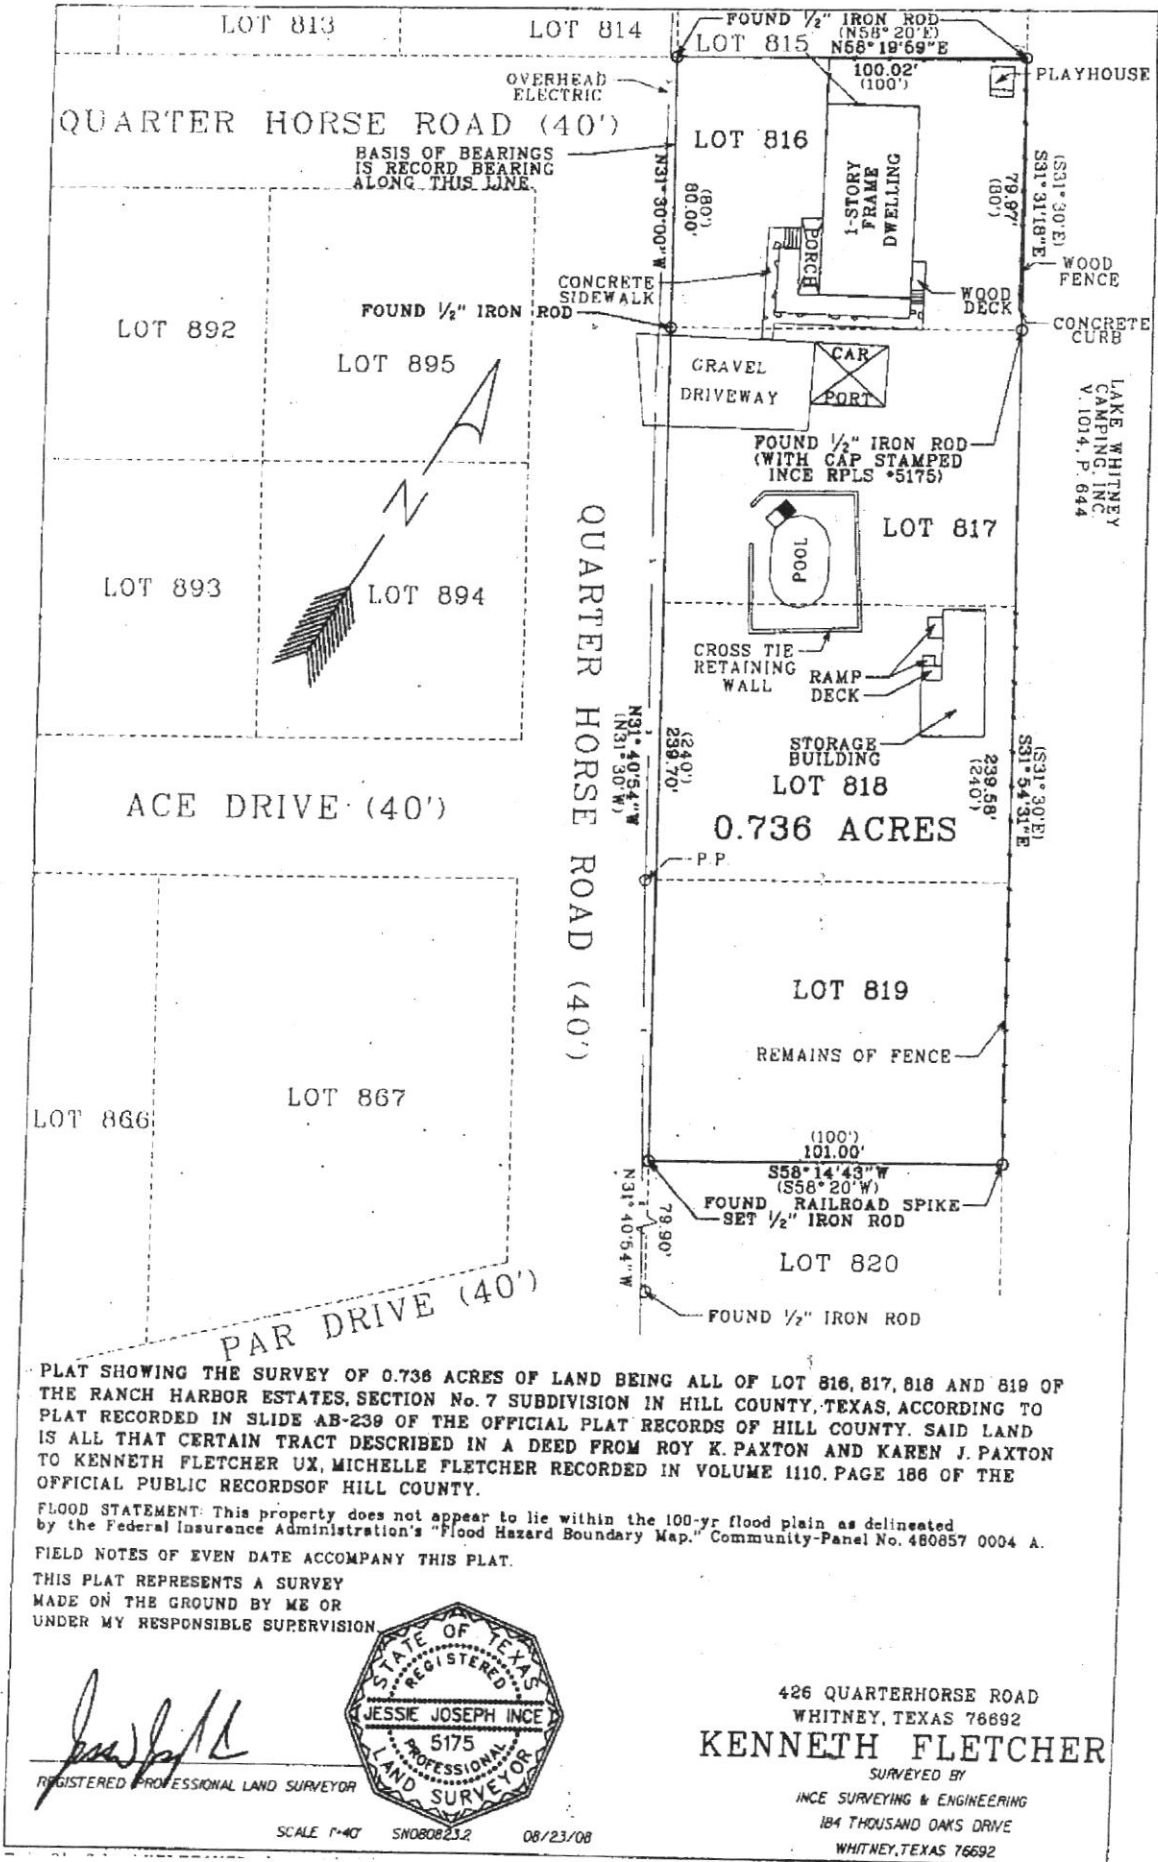 LOT 813
LOT 814
FOUND 1/2" IRON ROD
(N58° 20'E)
LOT 815
N58° 19'59"E
100.02'
(100')
PLAYHOUSE
OVERHEAD
ELECTRIC
QUARTER HORSE ROAD (40')
BASIS OF BEARINGS
IS RECORD BEARING
ALONG THIS LINE.
LOT 816
N31° 30'00"W
80.00'
(80')
1-STORY
FRAME
DWELLING
PORCH
79.97'
(80')
(S31° 30'E)
S31° 31'18"E
WOOD
FENCE
CONCRETE
SIDEWALK
WOOD
DECK
FOUND 1/2" IRON ROD
CONCRETE
CURB
LOT 892
LOT 895
GRAVEL
DRIVEWAY
CAR
PORT
LAKE WHITNEY
CAMPING, INC.
V. 1014, P. 644
FOUND 1/2" IRON ROD
(WITH CAP STAMPED
INCE RPLS *5175)
N
LOT 817
POOL
LOT 893
LOT 894
QUARTER HORSE ROAD (40')
CROSS TIE
RETAINING
WALL
RAMP
DECK
STORAGE
BUILDING
N31° 40'54"W
(N31° 30'W)
(240')
239.70'
239.58'
(240')
(S31° 30'E)
S31° 54'31"E
LOT 818
0.736 ACRES
ACE DRIVE (40')
P.P.
LOT 819
REMAINS OF FENCE
LOT 866
LOT 867
(100')
101.00'
S58° 14'43"W
(S58° 20'W)
FOUND RAILROAD SPIKE
SET 1/2" IRON ROD
N31° 40'54"W
79.90'
LOT 820
FOUND 1/2" IRON ROD
PAR DRIVE (40')
PLAT SHOWING THE SURVEY OF 0.736 ACRES OF LAND BEING ALL OF LOT 816, 817, 818 AND 819 OF
THE RANCH HARBOR ESTATES, SECTION No. 7 SUBDIVISION IN HILL COUNTY, TEXAS, ACCORDING TO
PLAT RECORDED IN SLIDE AB-239 OF THE OFFICIAL PLAT RECORDS OF HILL COUNTY. SAID LAND
IS ALL THAT CERTAIN TRACT DESCRIBED IN A DEED FROM ROY K. PAXTON AND KAREN J. PAXTON
TO KENNETH FLETCHER UX, MICHELLE FLETCHER RECORDED IN VOLUME 1110, PAGE 186 OF THE
OFFICIAL PUBLIC RECORDSOF HILL COUNTY.
FLOOD STATEMENT: This property does not appear to lie within the 100-yr flood plain as delineated
by the Federal Insurance Administration's "Flood Hazard Boundary Map," Community-Panel No. 480857 0004 A.
FIELD NOTES OF EVEN DATE ACCOMPANY THIS PLAT.
THIS PLAT REPRESENTS A SURVEY
MADE ON THE GROUND BY ME OR
UNDER MY RESPONSIBLE SUPERVISION.
STATE OF TEXAS
REGISTERED
JESSIE JOSEPH INCE
5175
PROFESSIONAL
LAND SURVEYOR
REGISTERED PROFESSIONAL LAND SURVEYOR
SCALE 1"=40' SN0808232 08/23/08
426 QUARTERHORSE ROAD
WHITNEY, TEXAS 76692
KENNETH FLETCHER
SURVEYED BY
INCE SURVEYING & ENGINEERING
184 THOUSAND OAKS DRIVE
WHITNEY, TEXAS 76692